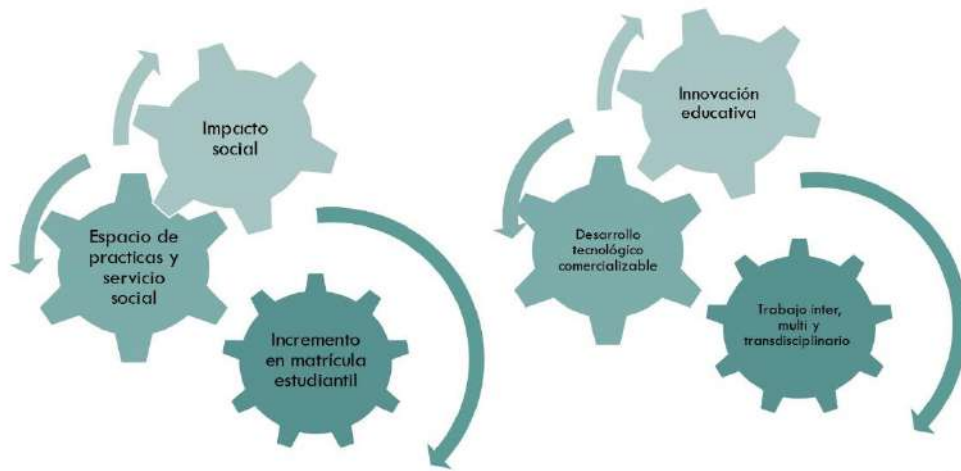 Impacto
social
Espacio de
practicas y
servicio
social
Incremento
en matrícula
estudiantil
Innovación
educativa
Desarrollo
tecnológico
comercializable
Trabajo inter,
multi y
transdisciplinario